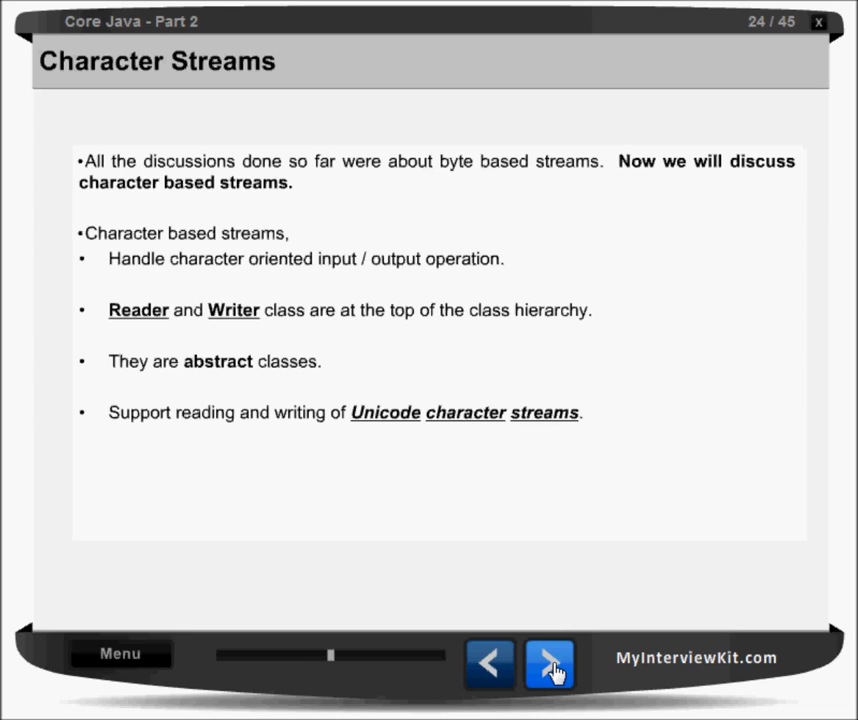 Core Java - Part 2
24 / 45
X
Character Streams
•All the discussions done so far were about byte based streams. Now we will discuss
character based streams.
•Character based streams,
• Handle character oriented input / output operation.
• Reader and Writer class are at the top of the class hierarchy.
• They are abstract classes.
• Support reading and writing of Unicode character streams.
Menu
MyInterviewKit.com